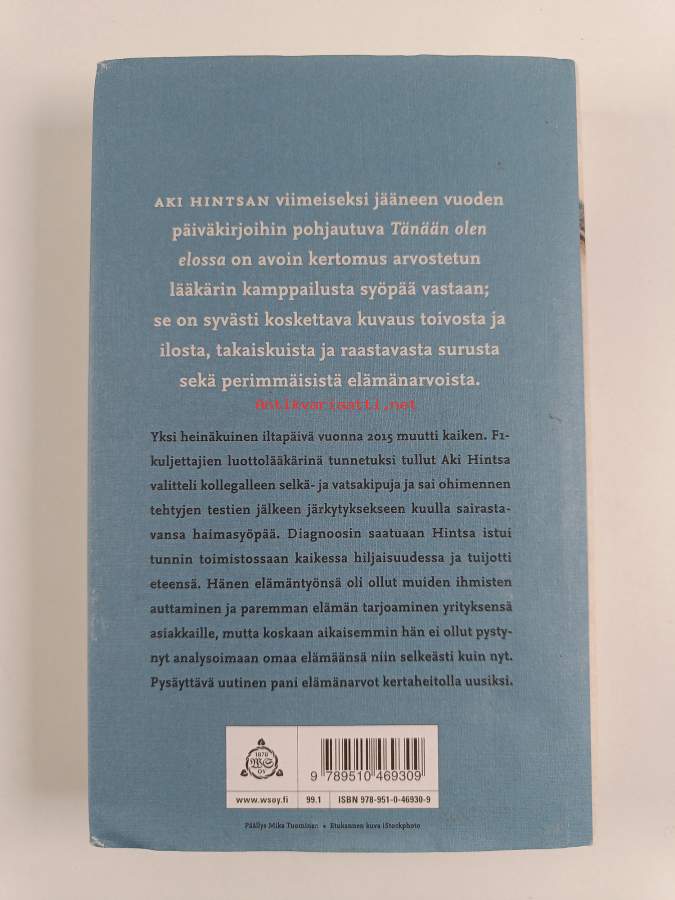 AKI HINTSAN viimeiseksi jääneen vuoden
päiväkirjoihin pohjautuva Tänään olen
elossa on avoin kertomus arvostetun
lääkärin kamppailusta syöpää vastaan;
se on syvästi koskettava kuvaus toivosta ja
ilosta, takaiskuista ja raastavasta surusta
sekä perimmäisistä elämänarvoista.
Antikvariaatti.net
Yksi heinäkuinen iltapäivä vuonna 2015 muutti kaiken. F1-
kuljettajien luottolääkärinä tunnetuksi tullut Aki Hintsa
valitteli kollegalleen selkä- ja vatsakipuja ja sai ohimennen
tehtyjen testien jälkeen järkytyksekseen kuulla sairasta-
vansa haimasyöpää. Diagnoosin saatuaan Hintsa istui
tunnin toimistossaan kaikessa hiljaisuudessa ja tuijotti
eteensä. Hänen elämäntyönsä oli ollut muiden ihmisten
auttaminen ja paremman elämän tarjoaminen yrityksensä
asiakkaille, mutta koskaan aikaisemmin hän ei ollut pysty-
nyt analysoimaan omaa elämäänsä niin selkeästi kuin nyt.
Pysäyttävä uutinen pani elämänarvot kertaheitolla uusiksi.
1878
WS
OY
9 789510 469309
www.wsoy.fi 99.1 ISBN 978-951-0-46930-9
Päällys Mika Tuominen • Etukannen kuva iStockphoto